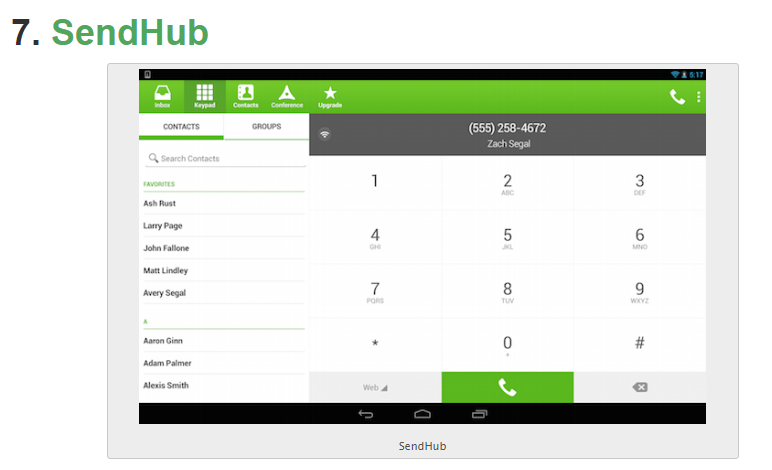 7. SendHub
5:17
Inbox Keypad Contacts Conference Upgrade
CONTACTS GROUPS
(555) 258-4672
Zach Segal
Search Contacts
FAVORITES
Ash Rust
Larry Page
John Fallone
Matt Lindley
Avery Segal
A
Aaron Ginn
Adam Palmer
Alexis Smith
1 2 3
ABC DEF
4 5 6
GHI JKL MNO
7 8 9
PQRS TUV WXYZ
* 0 #
+
Web
SendHub